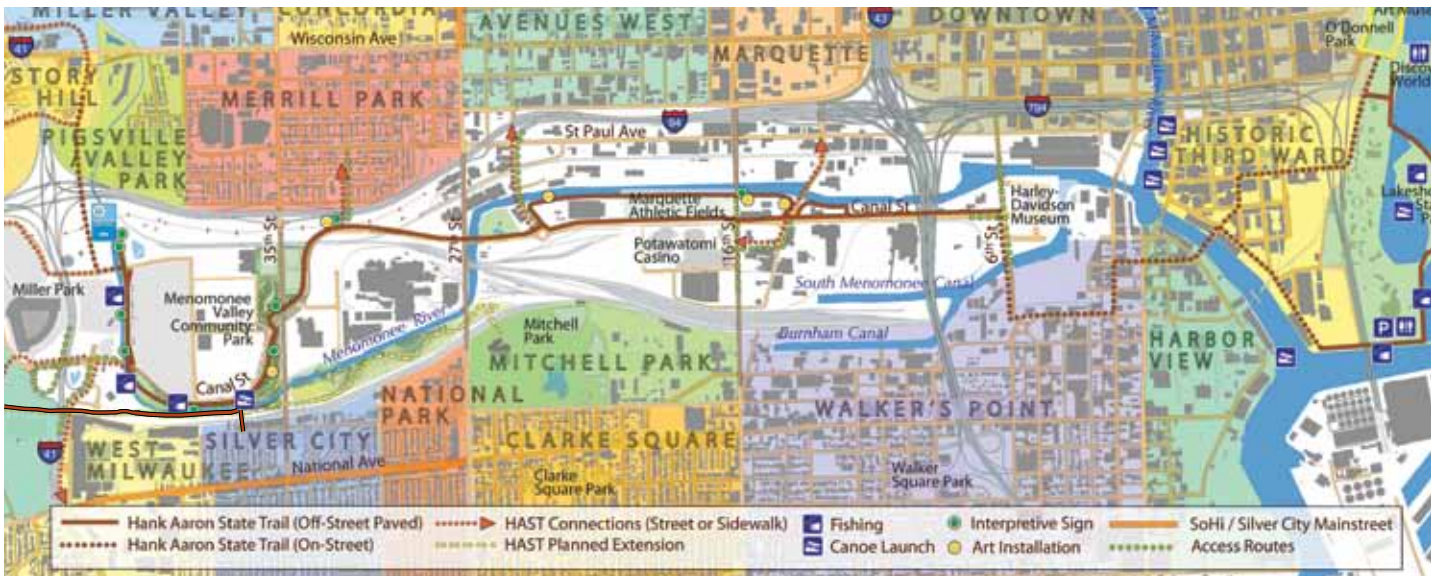 MILLER VALLEY
CONCORDIA
Wisconsin Ave
AVENUES WEST
43
DOWNTOWN
41
MARQUETTE
O'Donnell
Park
STORY
HILL
MERRILL PARK
PIGSVILLE
/VALLEY
PARK
94
794
St Paul Ave
HISTORIC
THIRD WARD
Marquette
Athletic Fields
Canal St
Harley-
Davidson
Museum
35th St
27th St
16th St
6th St
Potawatomi
Casino
Miller Park
Menomonee
Valley
Community
Park
South Menomonee Canal
Menomonee River
Mitchell
Park
MITCHELL PARK
Burnham Canal
HARBOR
VIEW
P
Canal St
NATIONAL
PARK
WALKER'S POINT
41
WEST
MILWAUKEE
SILVER CITY
National Ave
CLARKE SQUARE
Clarke
Square Park
Walker
Square Park
Hank Aaron State Trail (Off-Street Paved)
HAST Connections (Street or Sidewalk)
Fishing
Interpretive Sign
SoHi / Silver City Mainstreet
Hank Aaron State Trail (On-Street)
HAST Planned Extension
Canoe Launch
Art Installation
Access Routes